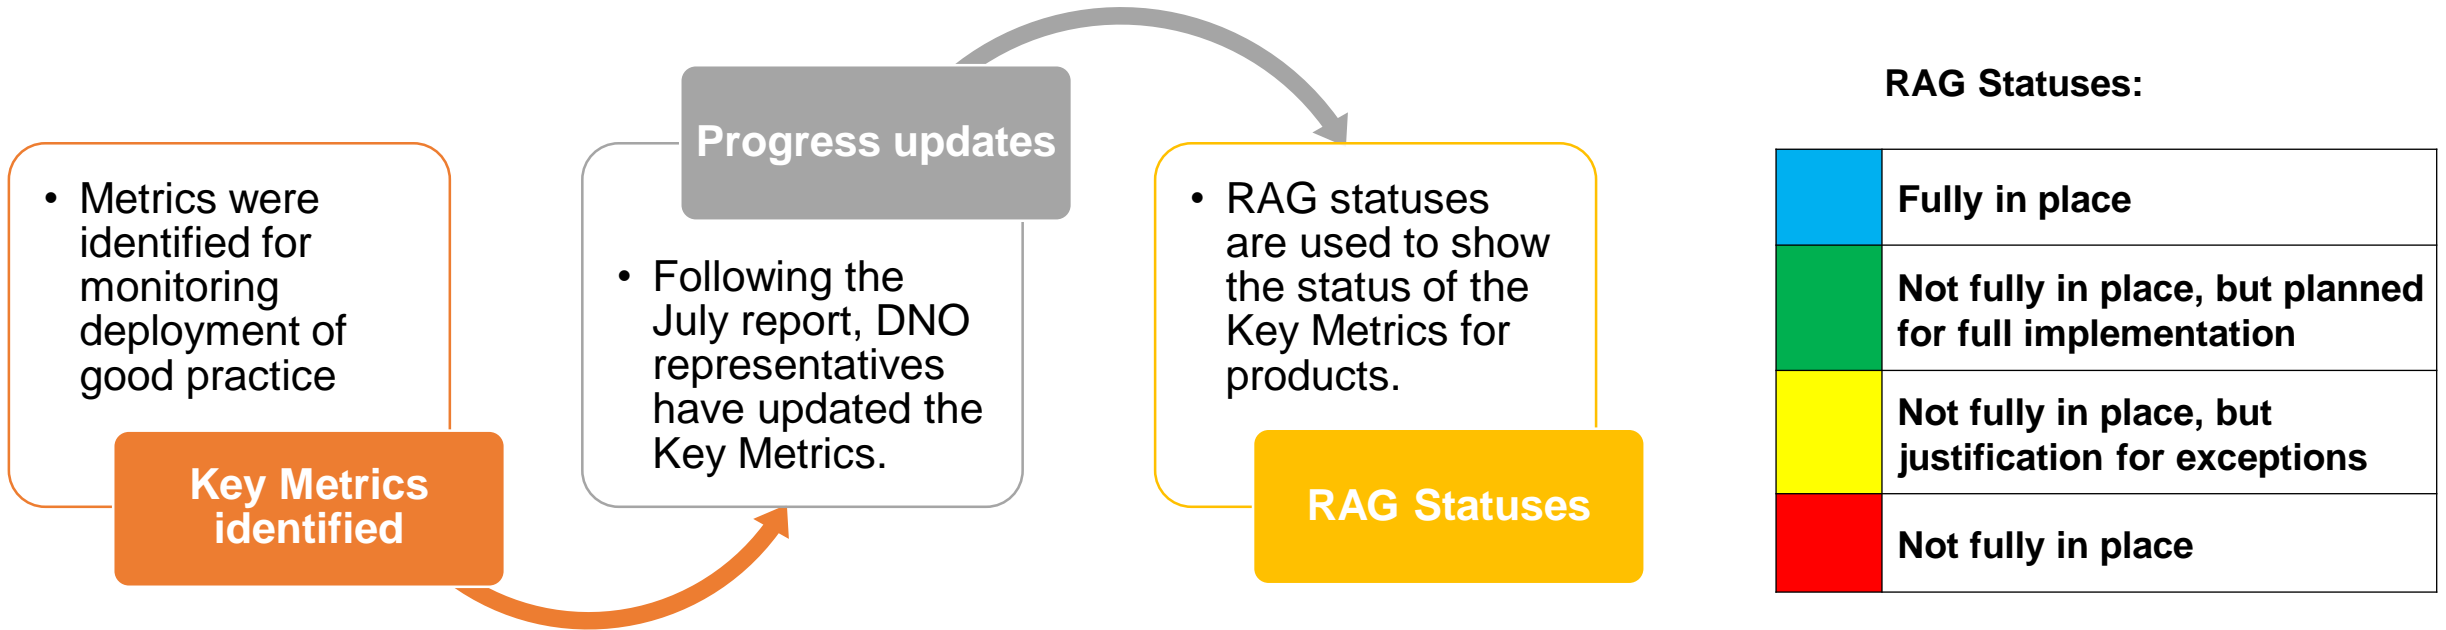 • Metrics were
identified for
monitoring
deployment of
good practice
Key Metrics
identified
Progress updates
• Following the
July report, DNO
representatives
have updated the
Key Metrics.
• RAG statuses
are used to show
the status of the
Key Metrics for
products.
RAG Statuses
RAG Statuses:
Fully in place
Not fully in place, but planned
for full implementation
Not fully in place, but
justification for exceptions
Not fully in place